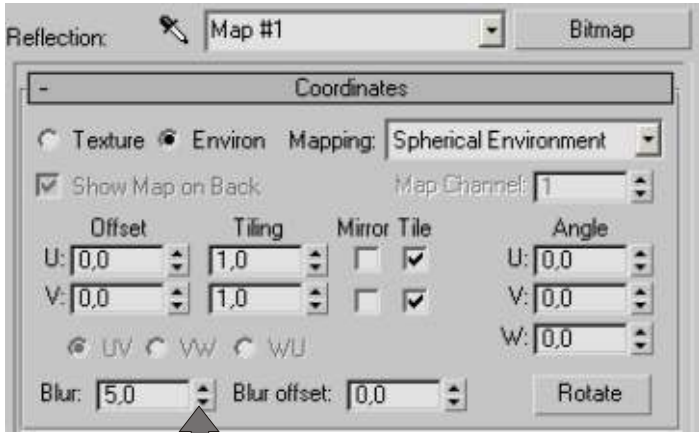 Reflection: Map #1 Bitmap
- Coordinates
Texture Environ Mapping: Spherical Environment
Show Map on Back Map Channel: 1
Offset Tiling Mirror Tile Angle
U: 0,0 1,0 U: 0,0
V: 0,0 1,0 V: 0,0
UV VW WU W: 0,0
Blur: 5,0 Blur offset: 0,0 Rotate